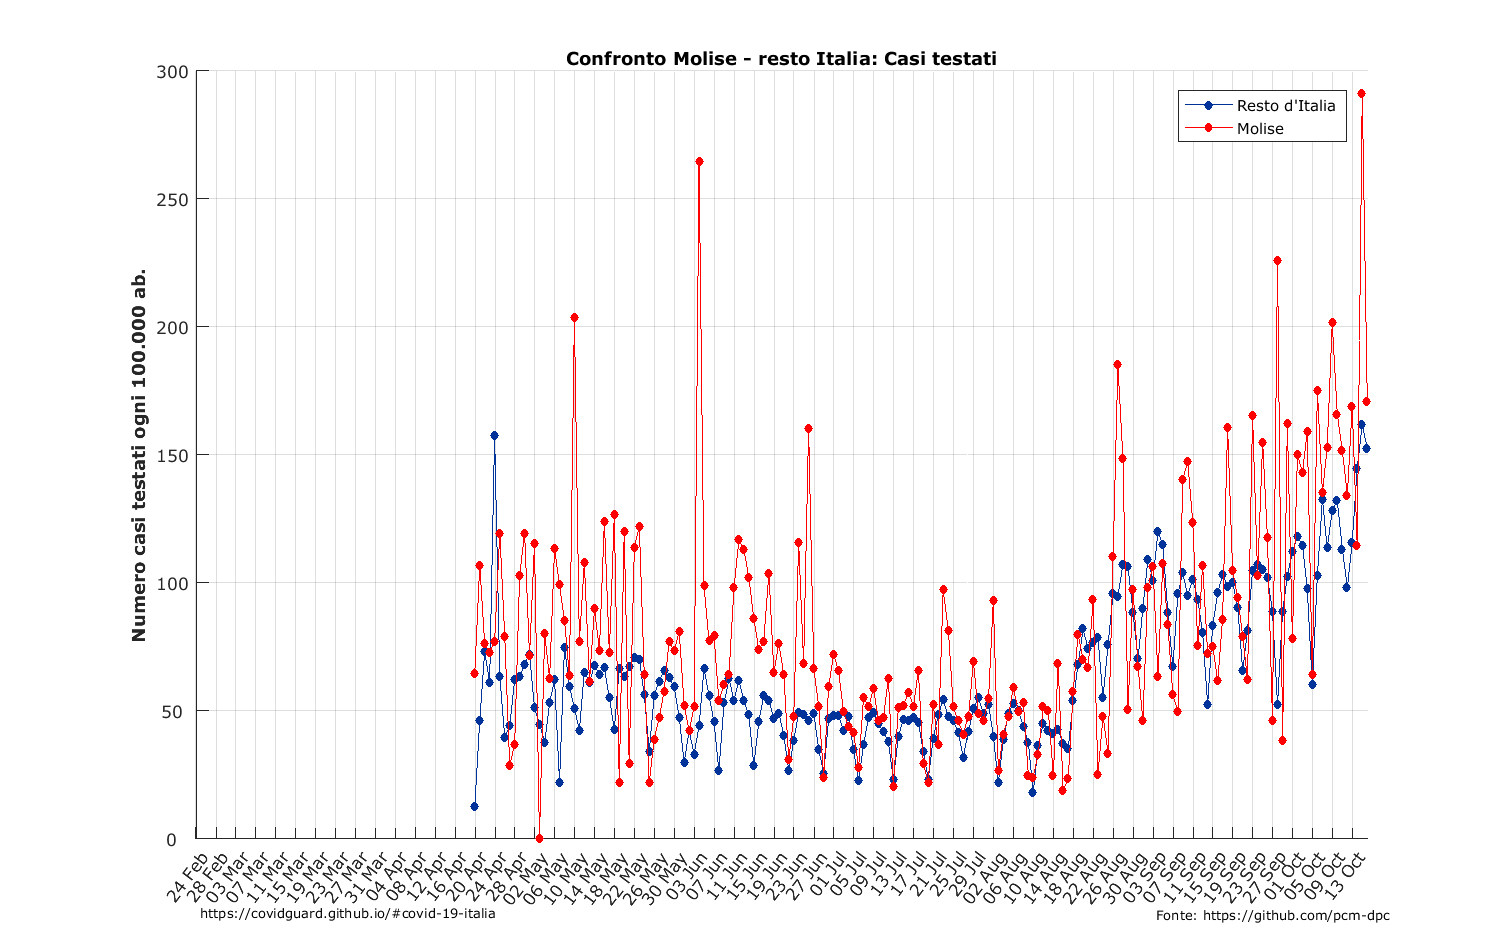 Confronto Molise - resto Italia: Casi testati
Numero casi testati ogni 100.000 ab.
300
250
200
150
100
50
0
Resto d'Italia
Molise
24 Feb
28 Feb
03 Mar
07 Mar
11 Mar
15 Mar
19 Mar
23 Mar
27 Mar
31 Mar
04 Apr
08 Apr
12 Apr
16 Apr
20 Apr
24 Apr
28 Apr
02 May
06 May
10 May
14 May
18 May
22 May
26 May
30 May
03 Jun
07 Jun
11 Jun
15 Jun
19 Jun
23 Jun
27 Jun
01 Jul
05 Jul
09 Jul
13 Jul
17 Jul
21 Jul
25 Jul
29 Jul
02 Aug
06 Aug
10 Aug
14 Aug
18 Aug
22 Aug
26 Aug
30 Aug
03 Sep
07 Sep
11 Sep
15 Sep
19 Sep
23 Sep
27 Sep
01 Oct
05 Oct
09 Oct
13 Oct
https://covidguard.github.io/#covid-19-italia
Fonte: https://github.com/pcm-dpc